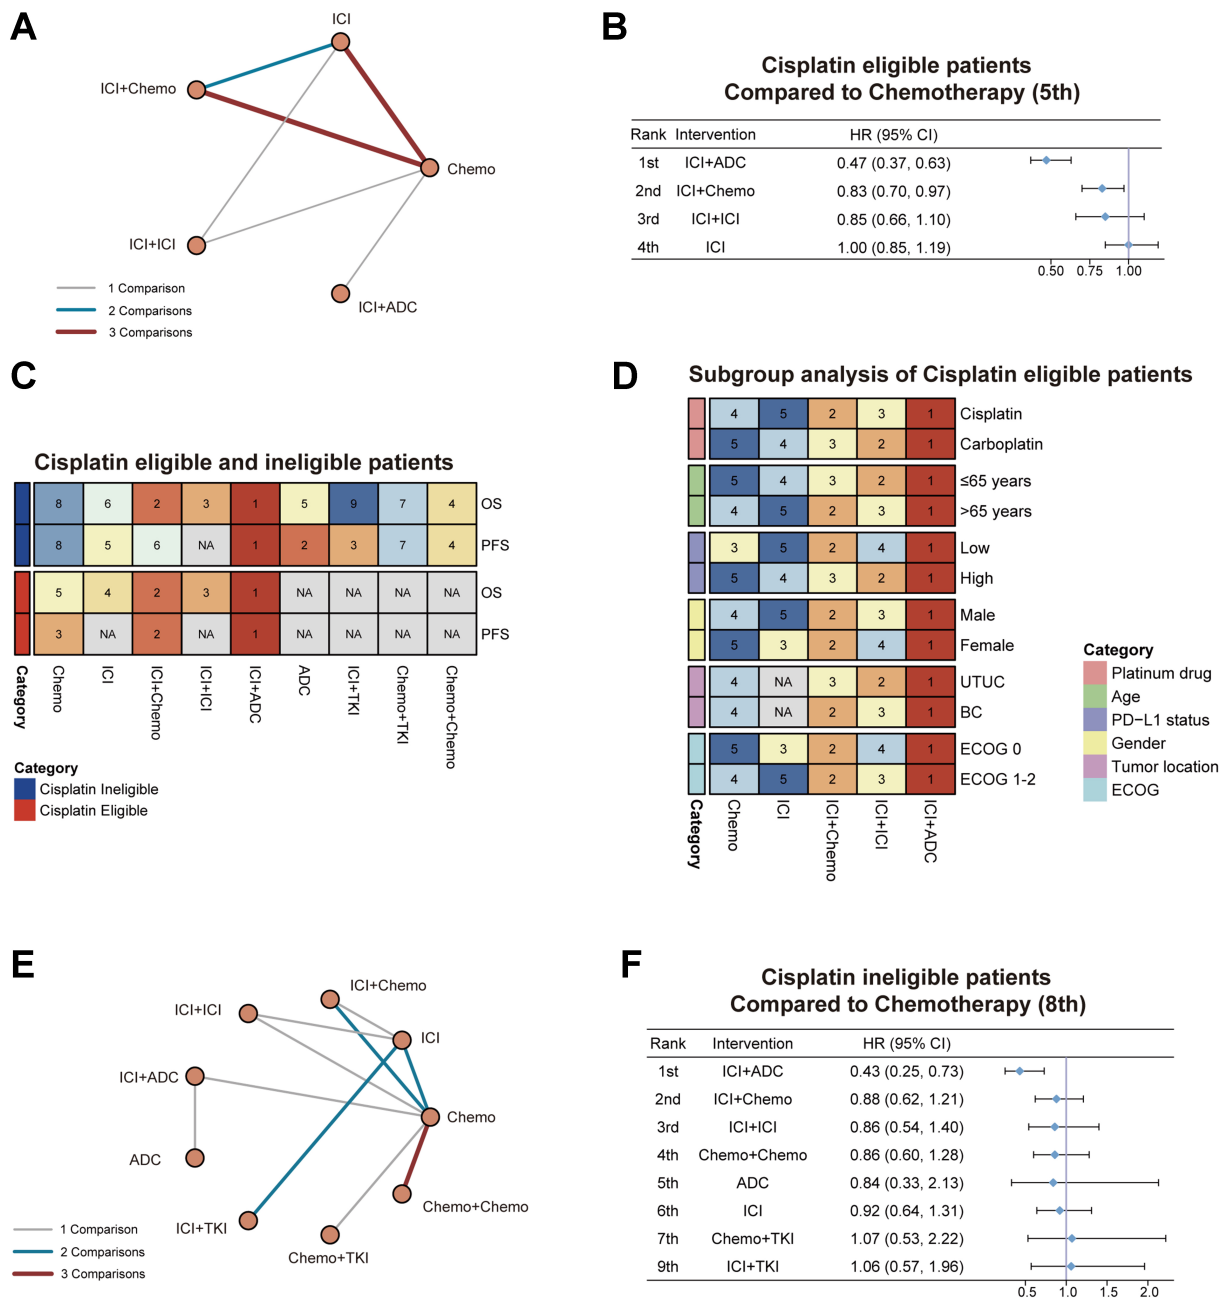 A
ICI
ICI+Chemo
Chemo
ICI+ICI
ICI+ADC
1 Comparison
2 Comparisons
3 Comparisons
B
Cisplatin eligible patients
Compared to Chemotherapy (5th)
Rank Intervention HR (95% CI)
1st ICI+ADC 0.47 (0.37, 0.63)
2nd ICI+Chemo 0.83 (0.70, 0.97)
3rd ICI+ICI 0.85 (0.66, 1.10)
4th ICI 1.00 (0.85, 1.19)
0.50 0.75 1.00
C
Cisplatin eligible and ineligible patients
8 6 2 3 1 5 9 7 4 OS
8 5 6 NA 1 2 3 7 4 PFS
5 4 2 3 1 NA NA NA NA OS
3 NA 2 NA 1 NA NA NA NA PFS
Category
Chemo
ICI
ICI+Chemo
ICI+ICI
ICI+ADC
ADC
ICI+TKI
Chemo+TKI
Chemo+Chemo
Category
Cisplatin Ineligible
Cisplatin Eligible
D
Subgroup analysis of Cisplatin eligible patients
4 5 2 3 1 Cisplatin
5 4 3 2 1 Carboplatin
5 4 3 2 1 ≤65 years
4 5 2 3 1 >65 years
3 5 2 4 1 Low
5 4 3 2 1 High
4 5 2 3 1 Male
5 3 2 4 1 Female
4 NA 3 2 1 UTUC
4 NA 2 3 1 BC
5 3 2 4 1 ECOG 0
4 5 2 3 1 ECOG 1-2
Category
Chemo
ICI
ICI+Chemo
ICI+ICI
ICI+ADC
Category
Platinum drug
Age
PD−L1 status
Gender
Tumor location
ECOG
E
ICI+Chemo
ICI+ICI
ICI
ICI+ADC
Chemo
ADC
Chemo+Chemo
ICI+TKI
Chemo+TKI
1 Comparison
2 Comparisons
3 Comparisons
F
Cisplatin ineligible patients
Compared to Chemotherapy (8th)
Rank Intervention HR (95% CI)
1st ICI+ADC 0.43 (0.25, 0.73)
2nd ICI+Chemo 0.88 (0.62, 1.21)
3rd ICI+ICI 0.86 (0.54, 1.40)
4th Chemo+Chemo 0.86 (0.60, 1.28)
5th ADC 0.84 (0.33, 2.13)
6th ICI 0.92 (0.64, 1.31)
7th Chemo+TKI 1.07 (0.53, 2.22)
9th ICI+TKI 1.06 (0.57, 1.96)
0.5 1.0 1.5 2.0